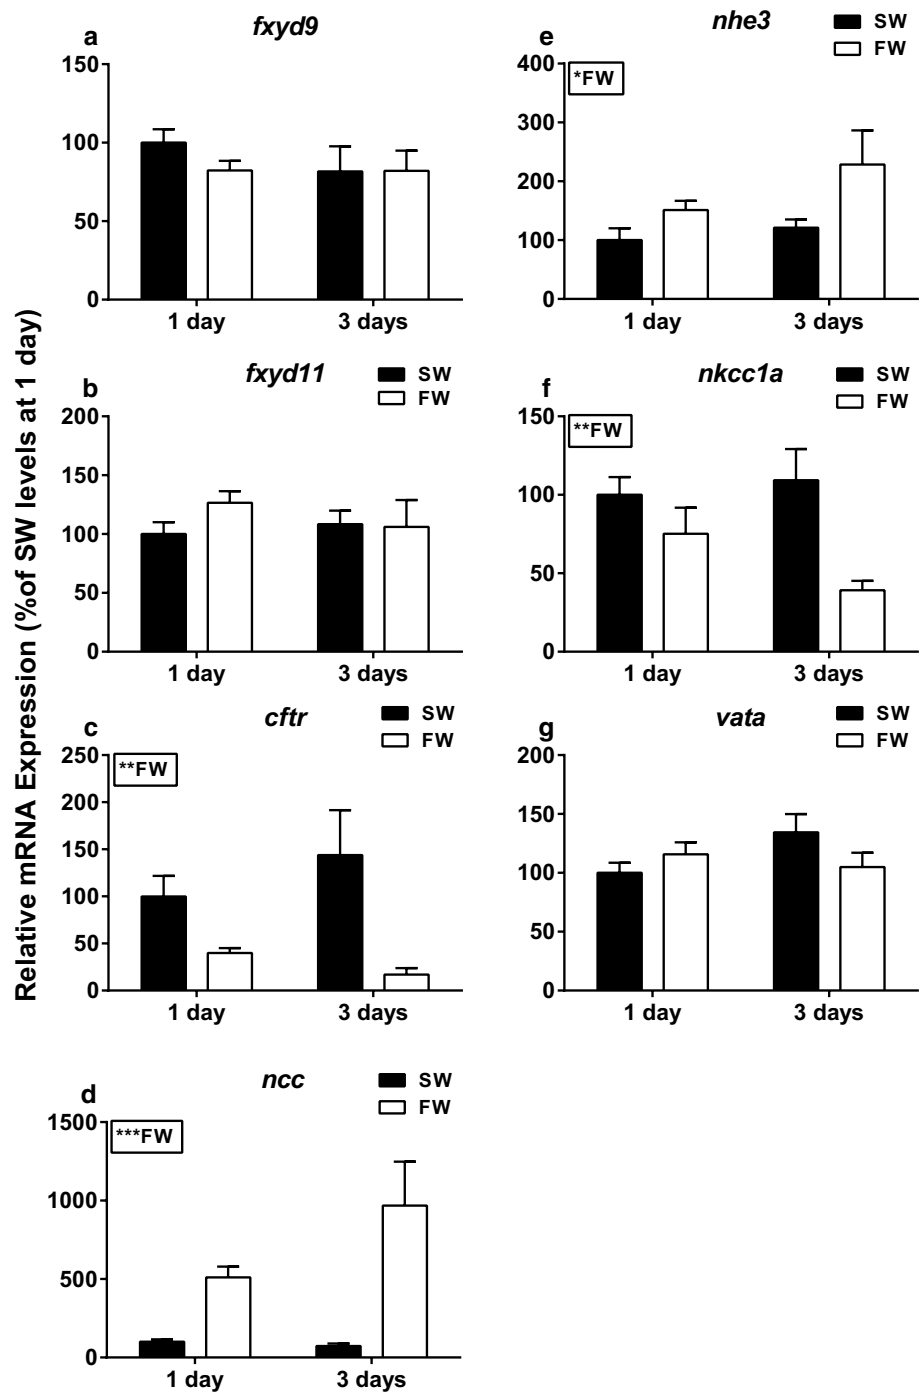 Relative mRNA Expression (%of SW levels at 1 day)
a
fxyd9
150
100
50
0
1 day
3 days
b
fxyd11
SW
FW
200
150
100
50
0
1 day
3 days
c
cftr
SW
FW
**FW
250
200
150
100
50
0
1 day
3 days
d
ncc
SW
FW
***FW
1500
1000
500
0
1 day
3 days
e
nhe3
SW
FW
*FW
400
300
200
100
0
1 day
3 days
f
nkcc1a
SW
FW
**FW
150
100
50
0
1 day
3 days
g
vata
SW
FW
200
150
100
50
0
1 day
3 days